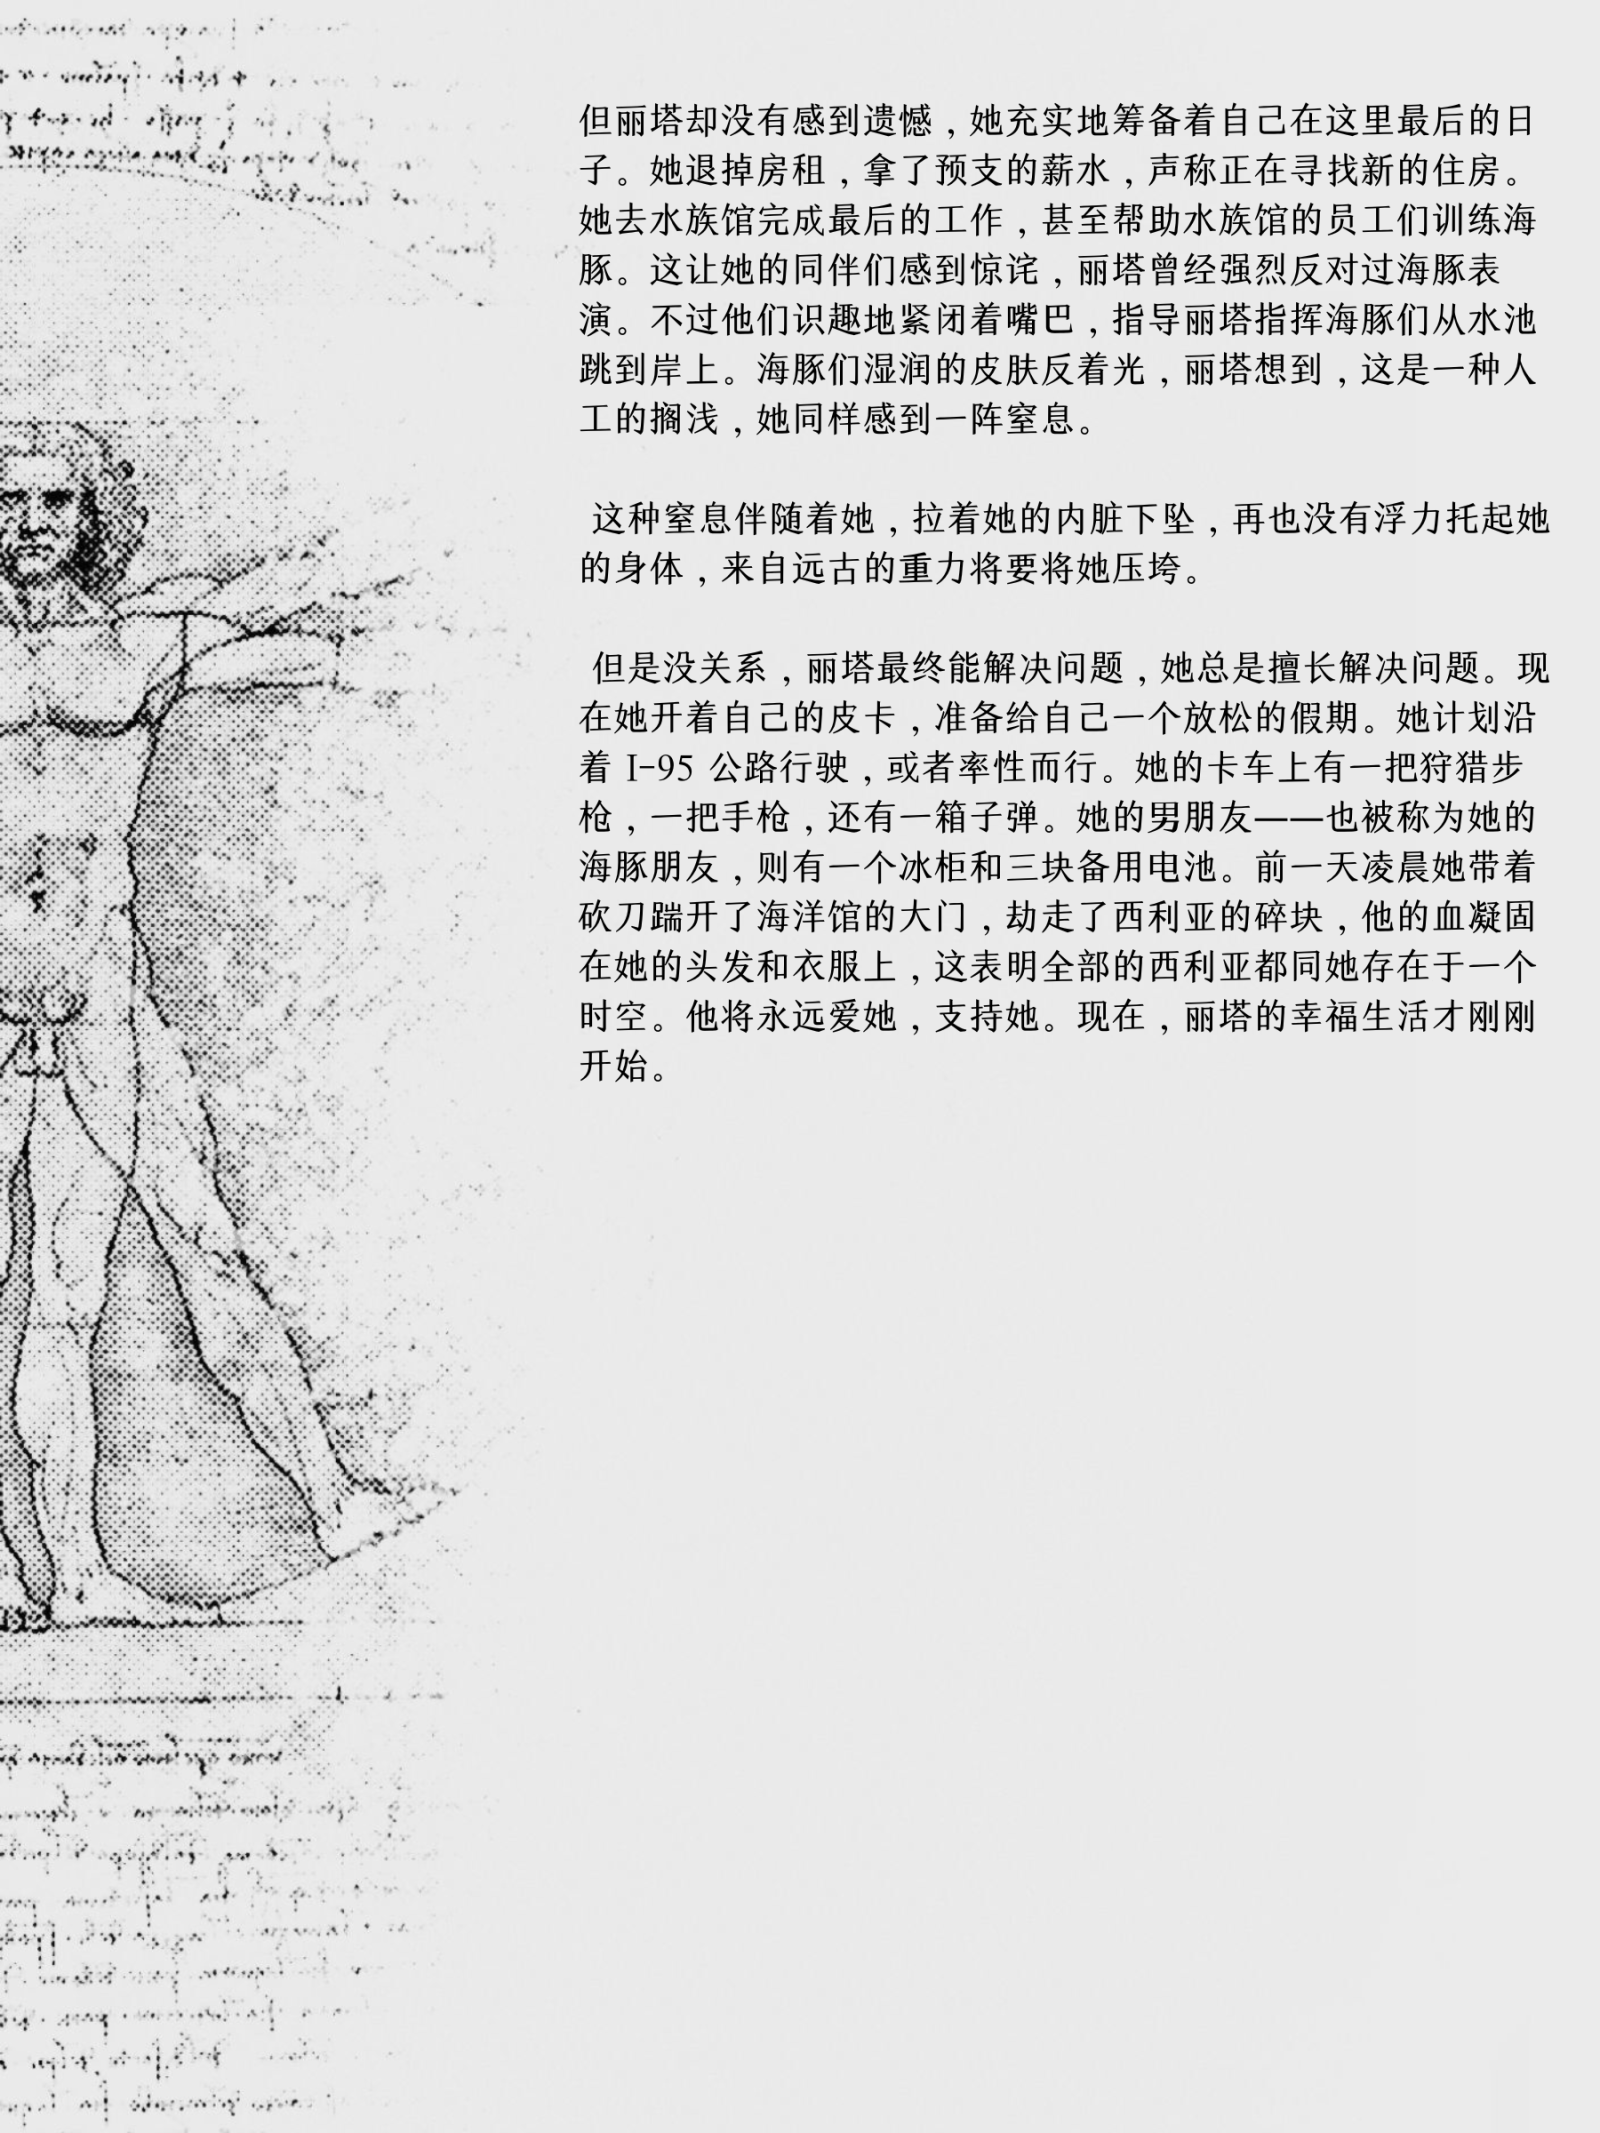 但丽塔却没有感到遗憾，她充实地筹备着自己在这里最后的日
子。她退掉房租，拿了预支的薪水，声称正在寻找新的住房。
她去水族馆完成最后的工作，甚至帮助水族馆的员工们训练海
豚。这让她的同伴们感到惊诧，丽塔曾经强烈反对过海豚表
演。不过他们识趣地紧闭着嘴巴，指导丽塔指挥海豚们从水池
跳到岸上。海豚们湿润的皮肤反着光，丽塔想到，这是一种人
工的搁浅，她同样感到一阵窒息。
这种窒息伴随着她，拉着她的内脏下坠，再也没有浮力托起她
的身体，来自远古的重力将要将她压垮。
但是没关系，丽塔最终能解决问题，她总是擅长解决问题。现
在她开着自己的皮卡，准备给自己一个放松的假期。她计划沿
着 I-95 公路行驶，或者率性而行。她的卡车上有一把狩猎步
枪，一把手枪，还有一箱子弹。她的男朋友——也被称为她的
海豚朋友，则有一个冰柜和三块备用电池。前一天凌晨她带着
砍刀踹开了海洋馆的大门，劫走了西利亚的碎块，他的血凝固
在她的头发和衣服上，这表明全部的西利亚都同她存在于一个
时空。他将永远爱她，支持她。现在，丽塔的幸福生活才刚刚
开始。